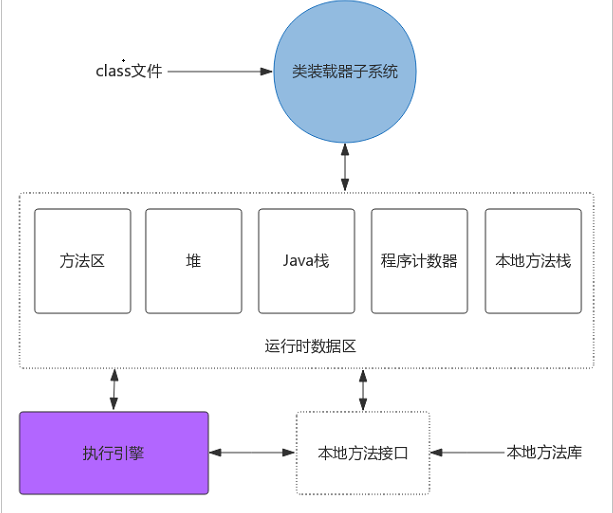 class文件
类装载器子系统
方法区
堆
Java栈
程序计数器
本地方法栈
运行时数据区
执行引擎
本地方法接口
本地方法库